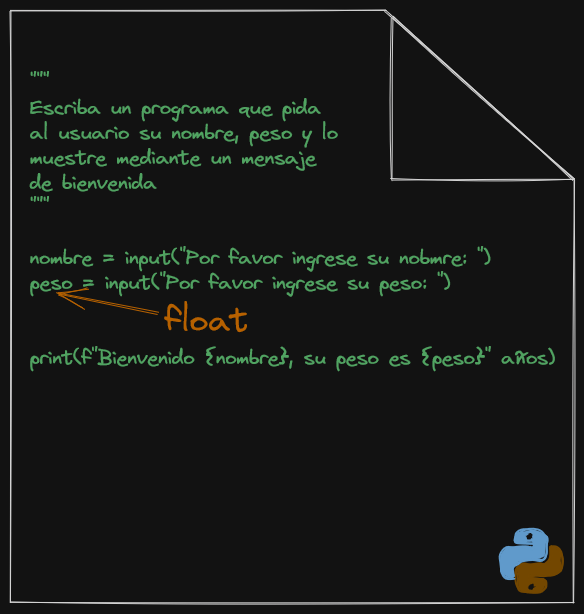 """
Escriba un programa que pida
al usuario su nombre, peso y lo
muestre mediante un mensaje
de bienvenida
"""
nombre = input("Por favor ingrese su nobmre: ")
peso = input("Por favor ingrese su peso: ")
float
print(f"Bienvenido {nombre}, su peso es {peso}" años)